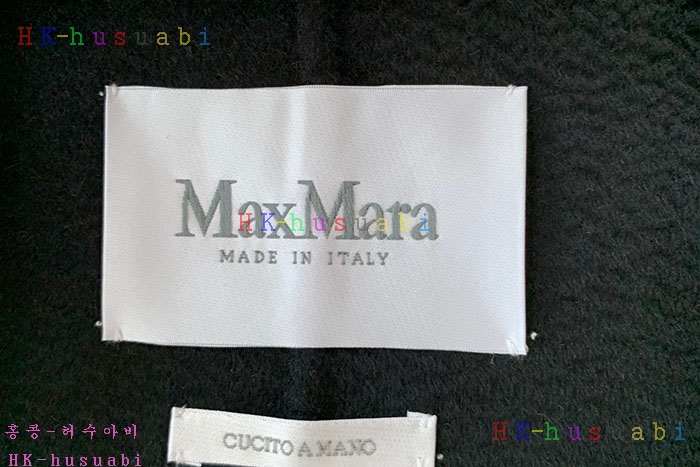 HK-husuabi
MaxMara
HK-husuabi
MADE IN ITALY
홍콩-허수아비
HK-husuabi
CUCITO A MANO
HK-husuabi